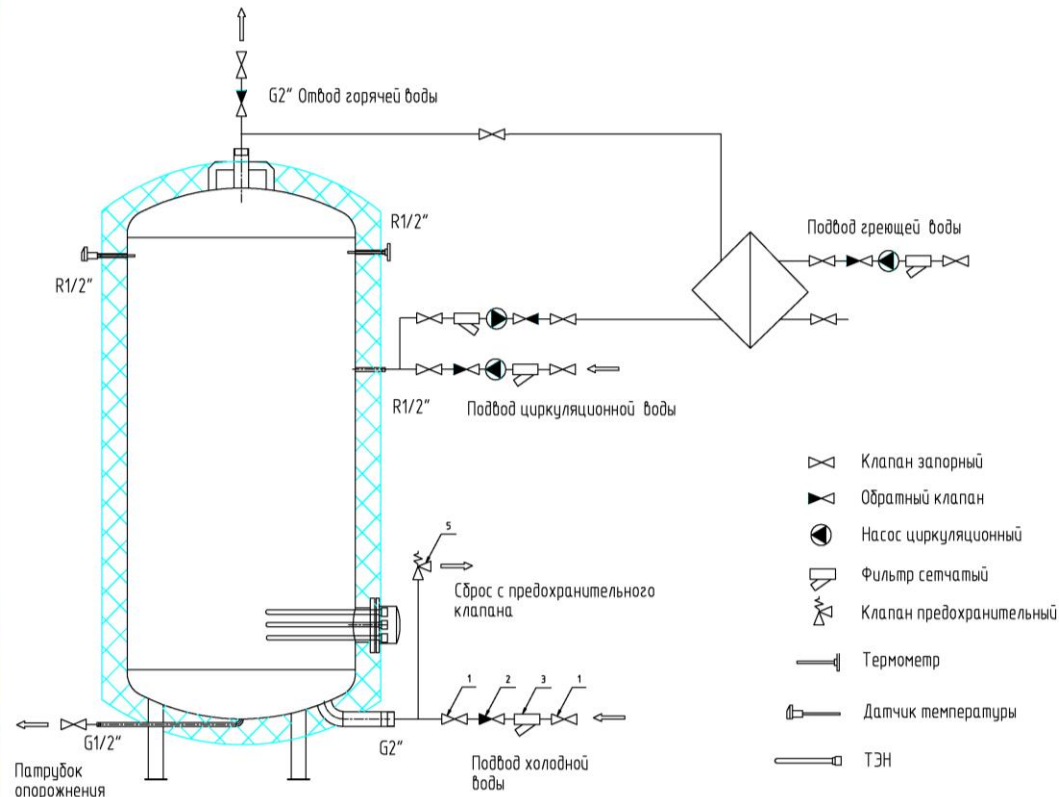 G2" Отвод горячей воды
R1/2"
R1/2"
Подвод греющей воды
R1/2"
Подвод циркуляционной воды
5
Сброс с предохранительного
клапана
1
2
3
1
G1/2"
G2"
Патрубок
опорожнения
Подвод холодной
воды
Клапан запорный
Обратный клапан
Насос циркуляционный
Фильтр сетчатый
Клапан предохранительный
Термометр
Датчик температуры
ТЭН